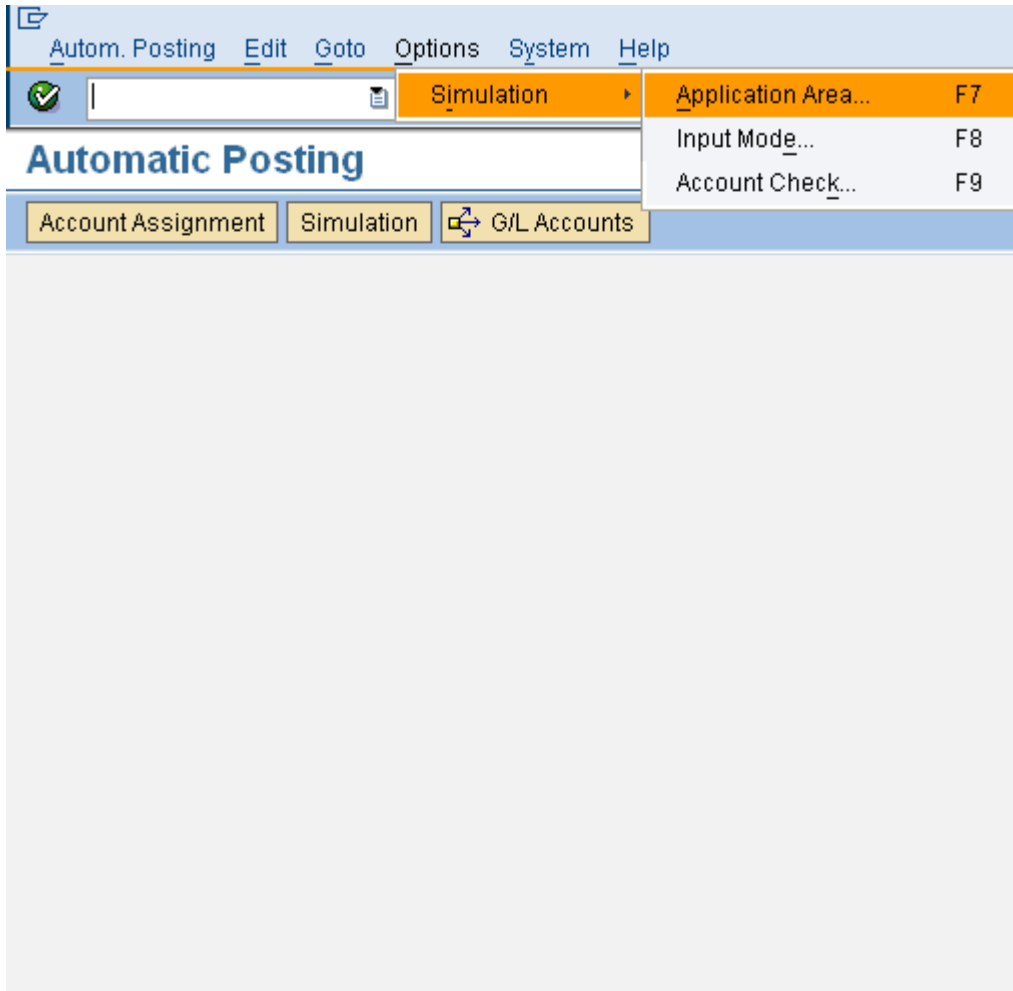 Autom. Posting Edit Goto Options System Help
Simulation Application Area... F7
Input Mode... F8
Automatic Posting
Account Check... F9
Account Assignment Simulation G/L Accounts